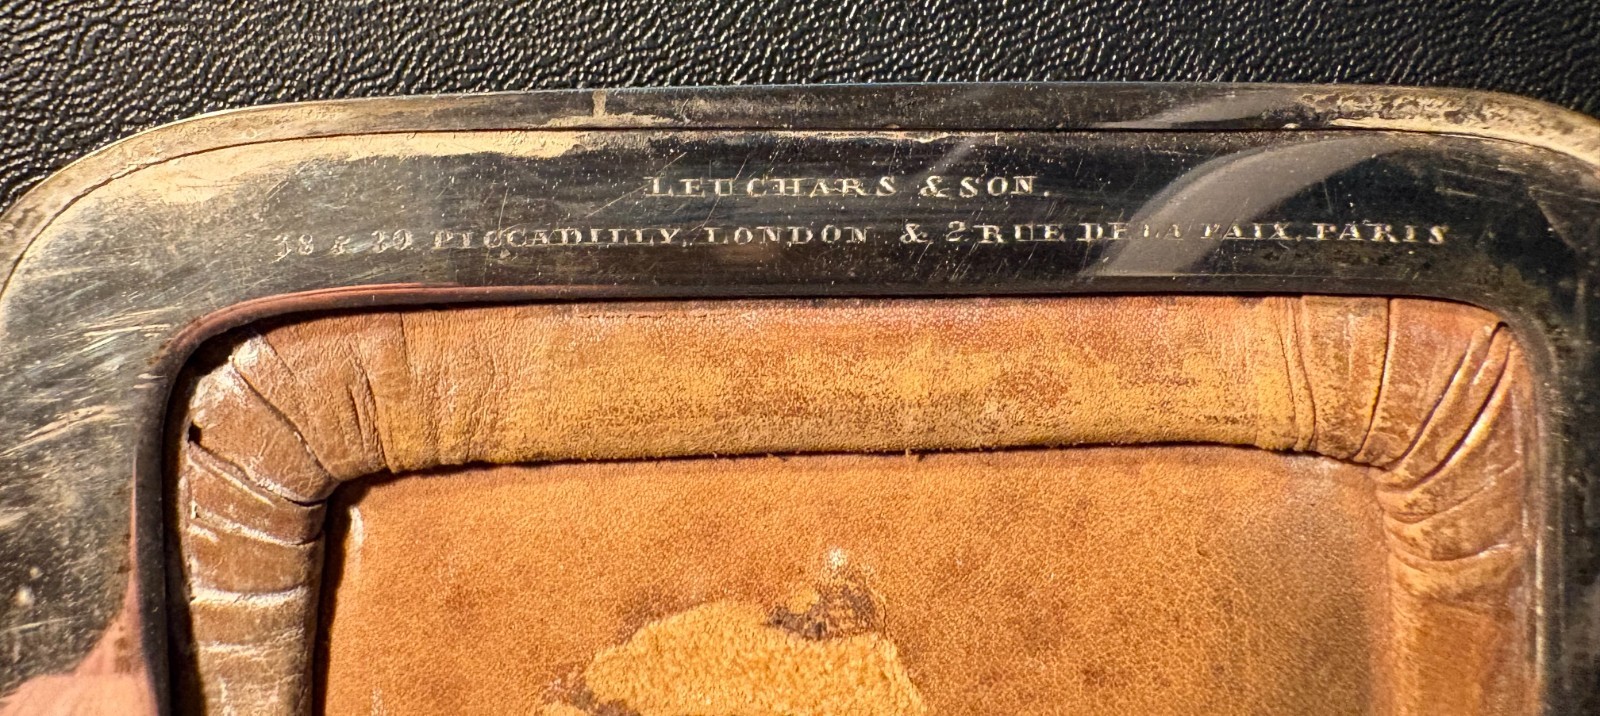 LEUCHARS & SON.
38 & 39 PICCADILLY, LONDON & 2 RUE DE LA PAIX, PARIS